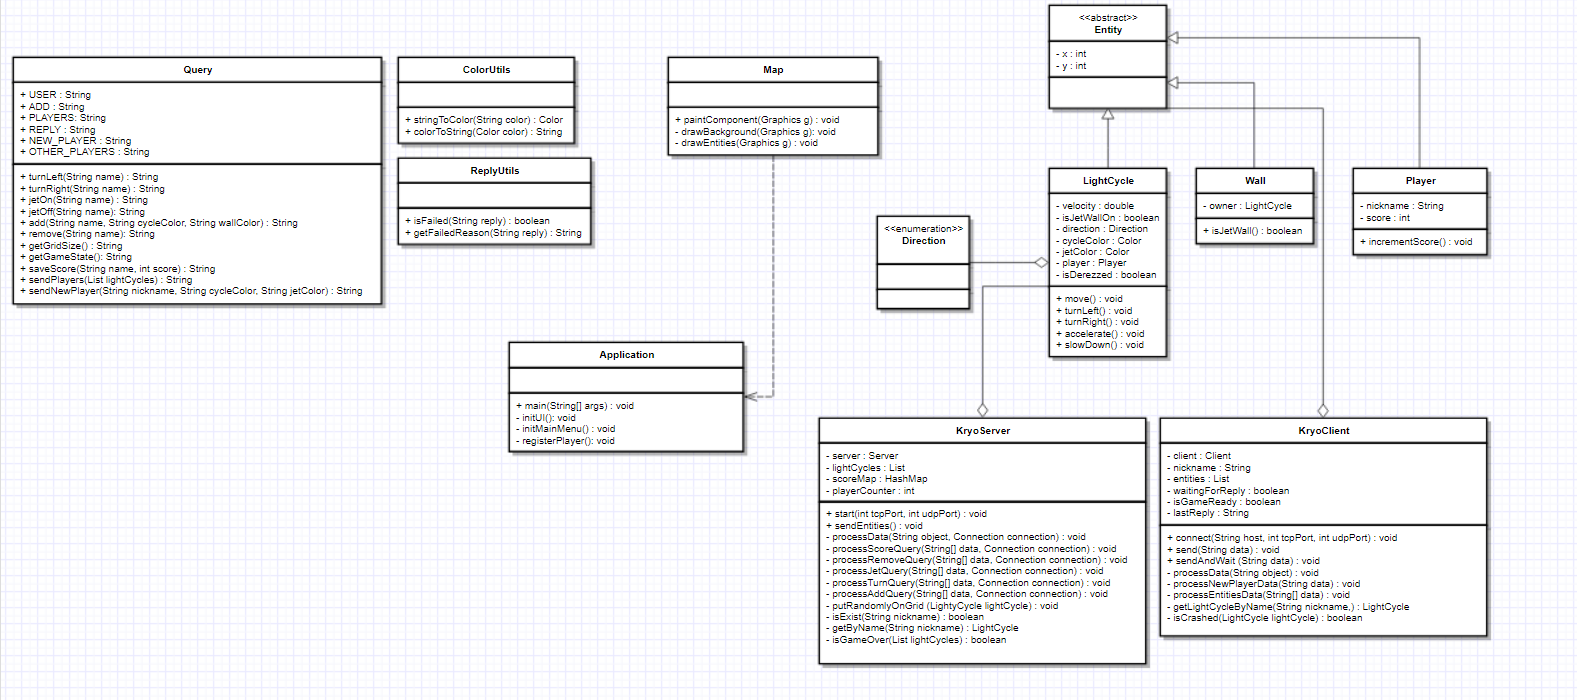 Query
+ USER : String
+ ADD : String
+ PLAYERS: String
+ REPLY : String
+ NEW_PLAYER : String
+ OTHER_PLAYERS : String
+ turnLeft(String name) : String
+ turnRight(String name) : String
+ jetOn(String name) : String
+ jetOff(String name): String
+ add(String name, String cycleColor, String wallColor) : String
+ remove(String name): String
+ getGridSize() : String
+ getGameState(): String
+ saveScore(String name, int score) : String
+ sendPlayers(List lightCycles) : String
+ sendNewPlayer(String nickname, String cycleColor, String jetColor) : String
ColorUtils
+ stringToColor(String color) : Color
+ colorToString(Color color) : String
ReplyUtils
+ isFailed(String reply) : boolean
+ getFailedReason(String reply) : String
Map
+ paintComponent(Graphics g) : void
- drawBackground(Graphics g): void
- drawEntities(Graphics g) : void
Application
+ main(String[] args) : void
- initUI(): void
- initMainMenu() : void
- registerPlayer(): void
<<abstract>>
Entity
- x : int
- y : int
<<enumeration>>
Direction
LightCycle
- velocity : double
- isJetWallOn : boolean
- direction : Direction
- cycleColor : Color
- jetColor : Color
- player : Player
- isDerezzed : boolean
+ move() : void
+ turnLeft() : void
+ turnRight() : void
+ accelerate() : void
+ slowDown() : void
Wall
- owner : LightCycle
+ isJetWall() : boolean
Player
- nickname : String
- score : int
+ incrementScore() : void
KryoServer
- server : Server
- lightCycles : List
- scoreMap : HashMap
- playerCounter : int
+ start(int tcpPort, int udpPort) : void
+ sendEntities() : void
- processData(String object, Connection connection) : void
- processScoreQuery(String[] data, Connection connection) : void
- processRemoveQuery(String[] data, Connection connection) : void
- processJetQuery(String[] data, Connection connection) : void
- processTurnQuery(String[] data, Connection connection) : void
- processAddQuery(String[] data, Connection connection) : void
- putRandomlyOnGrid (LightyCycle lightCycle) : void
- isExist(String nickname) : boolean
- getByName(String nickname) : LightCycle
- isGameOver(List lightCycles) : boolean
KryoClient
- client : Client
- nickname : String
- entities : List
- waitingForReply : boolean
- isGameReady : boolean
- lastReply : String
+ connect(String host, int tcpPort, int udpPort) : void
+ send(String data) : void
+ sendAndWait (String data) : void
- processData(String object) : void
- processNewPlayerData(String data) : void
- processEntitiesData(String[] data) : void
- getLightCycleByName(String nickname,) : LightCycle
- isCrashed(LightCycle lightCycle) : boolean